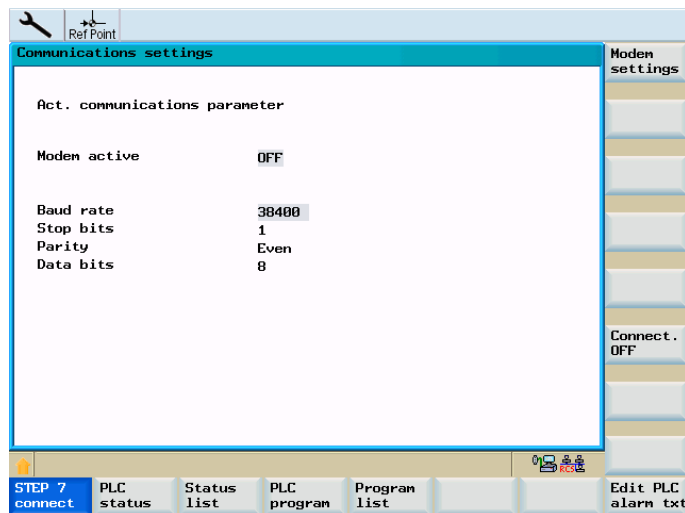 Ref Point
Communications settings
Modem
settings
Act. communications parameter
Modem active OFF
Baud rate 38400
Stop bits 1
Parity Even
Data bits 8
Connect.
OFF
RCS
STEP 7
connect
PLC
status
Status
list
PLC
program
Program
list
Edit PLC
alarm txt